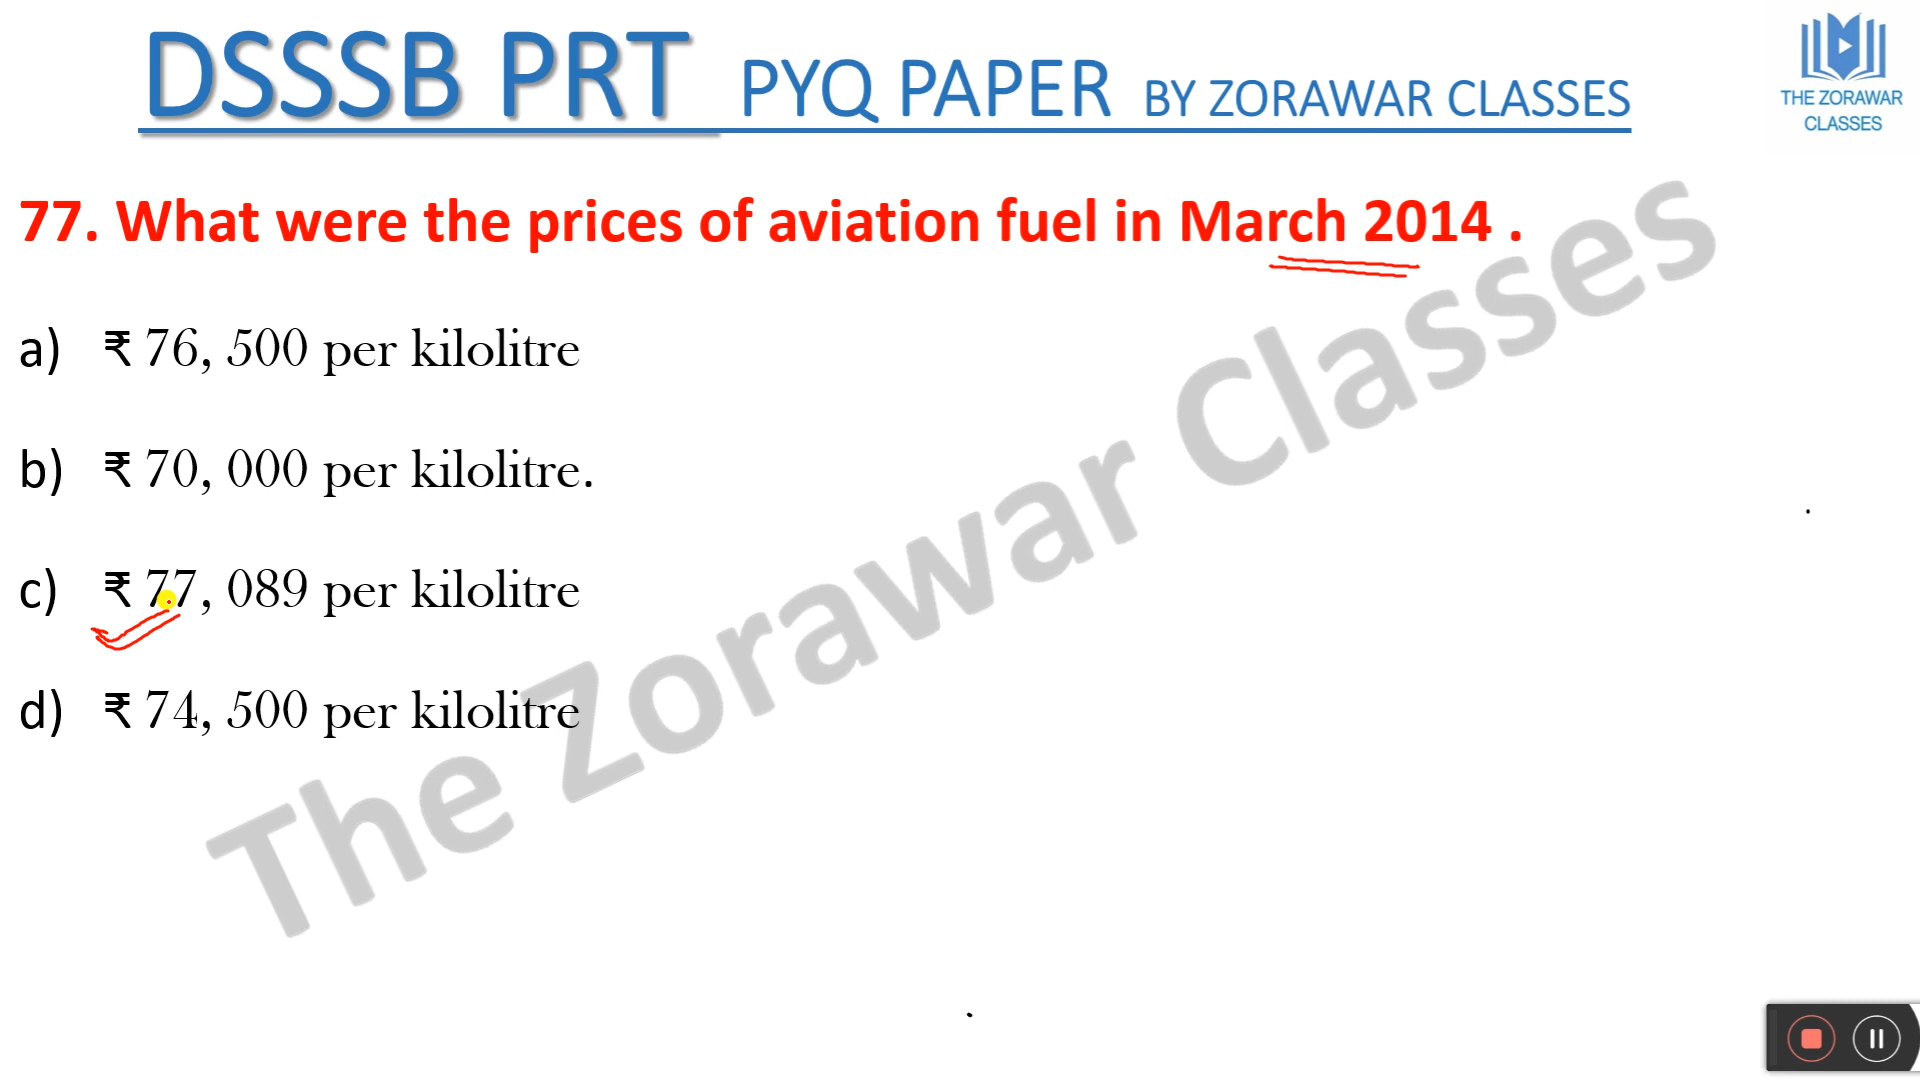 DSSSB PRT PYQ PAPER BY ZORAWAR CLASSES
THE ZORAWAR
CLASSES
77. What were the prices of aviation fuel in March 2014 .
a) ₹ 76, 500 per kilolitre
b) ₹ 70, 000 per kilolitre.
c) ₹ 77, 089 per kilolitre
d) ₹ 74, 500 per kilolitre
The Zorawar Classes